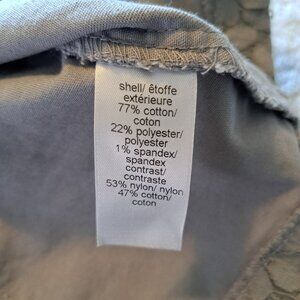 shell/ étoffe
extérieure
77% cotton/
coton
22% polyester/
polyester
1% spandex/
spandex
contrast/
contraste
53% nylon/ nylon
47% cotton/
coton